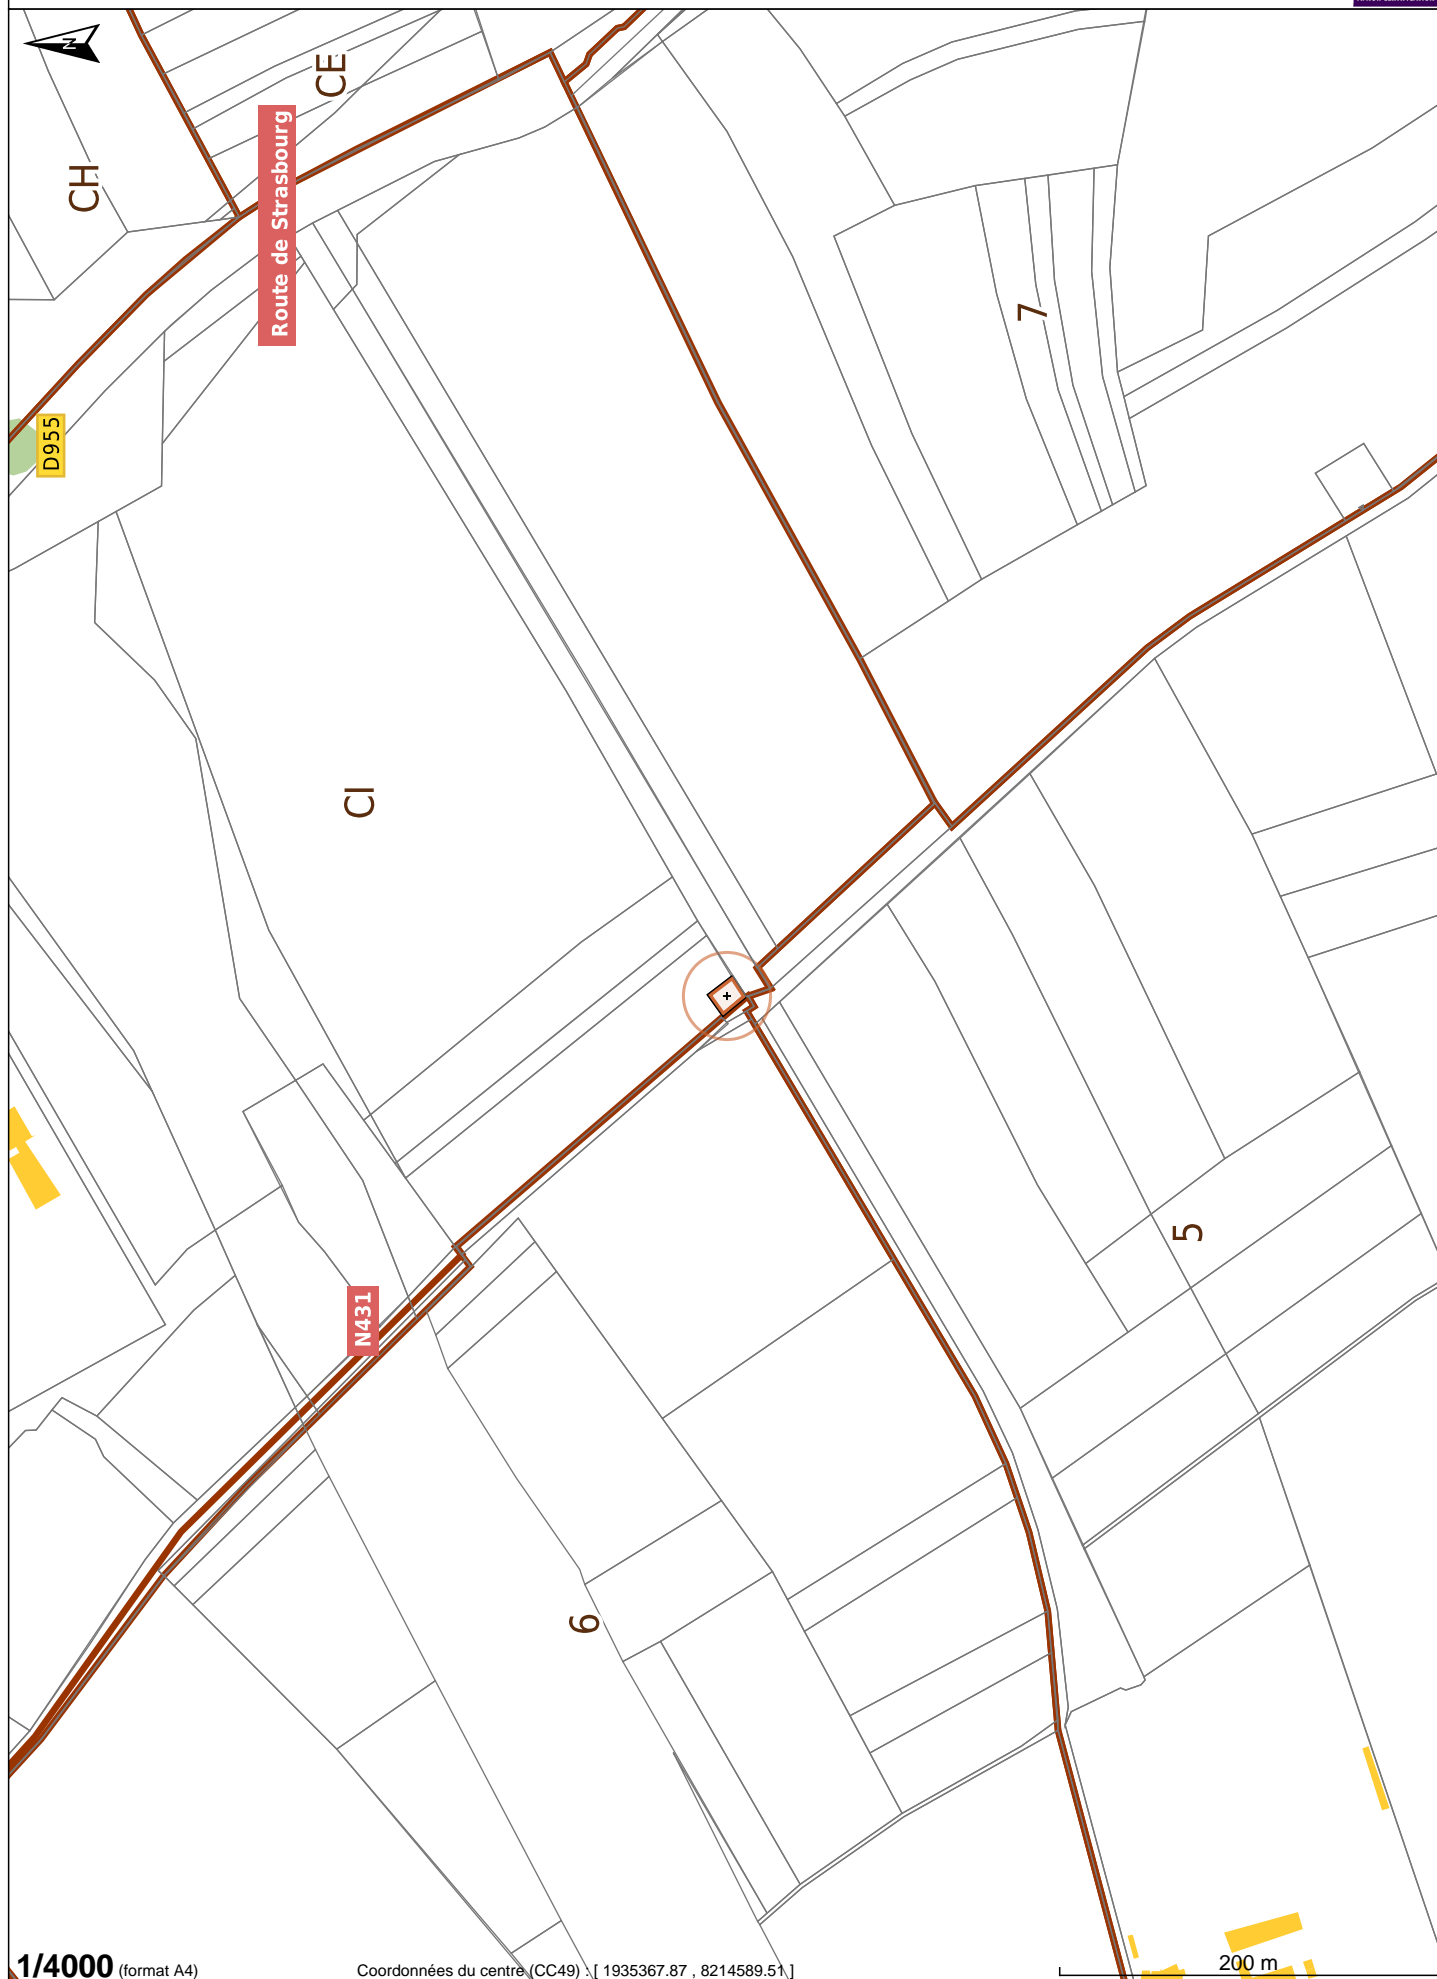 CE
CH
Route de Strasbourg
7
D955
CI
5
N431
6
N
1/4000 (format A4)
Coordonnées du centre (CC49) : [ 1935367.87 , 8214589.51 ]
200 m